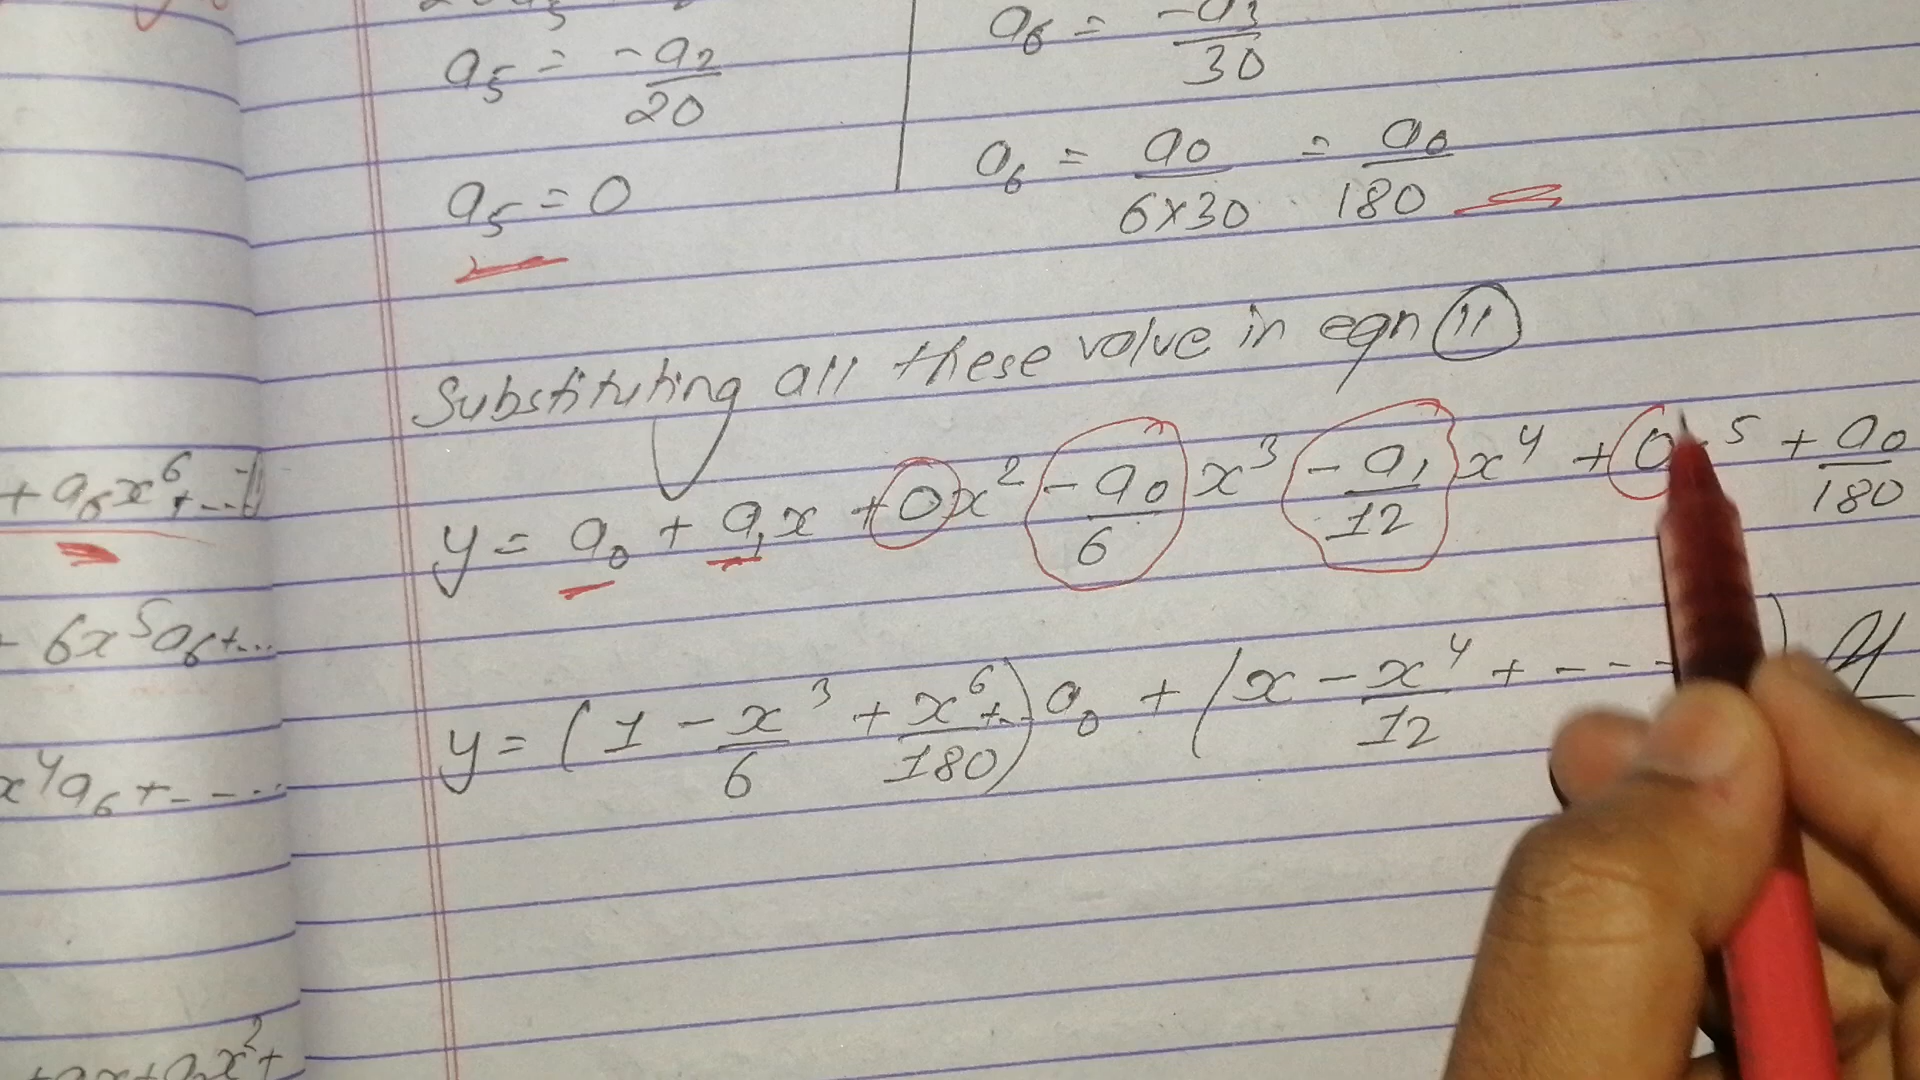 + a₆x⁶+...
- 6x⁵a₆+...
x⁴a₆+-----
a₅ = -a₂/20
a₅ = 0
a₆ = -a₃/30
a₆ = a₀/6×30 = a₀/180
Substituting all these value in eqn (11)
y = a₀ + a₁x + 0x² - a₀/6 x³ - a₁/12 x⁴ + 0 ⁵ + a₀/180
y = (1 - x³/6 + x⁶/180 +..) a₀ + (x - x⁴/12 + ---- )